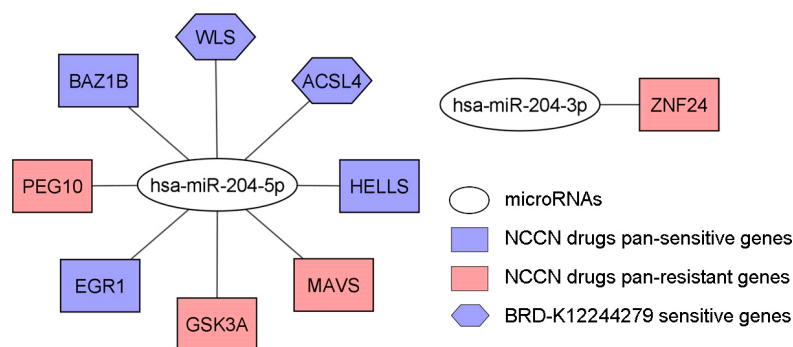 WLS
BAZ1B
ACSL4
hsa-miR-204-3p
ZNF24
PEG10
hsa-miR-204-5p
HELLS
microRNAs
NCCN drugs pan-sensitive genes
EGR1
MAVS
NCCN drugs pan-resistant genes
GSK3A
BRD-K12244279 sensitive genes